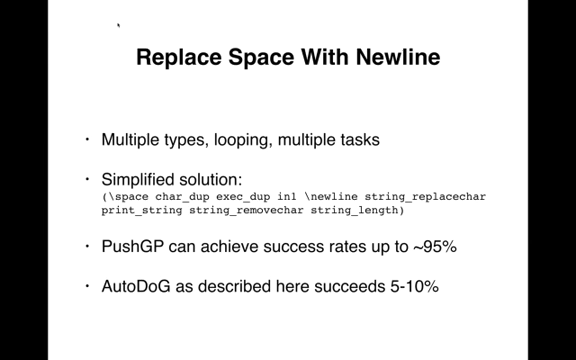 Replace Space With Newline
• Multiple types, looping, multiple tasks
• Simplified solution:
(\space char_dup exec_dup in1 \newline string_replacechar
print_string string_removechar string_length)
• PushGP can achieve success rates up to ~95%
• AutoDoG as described here succeeds 5-10%